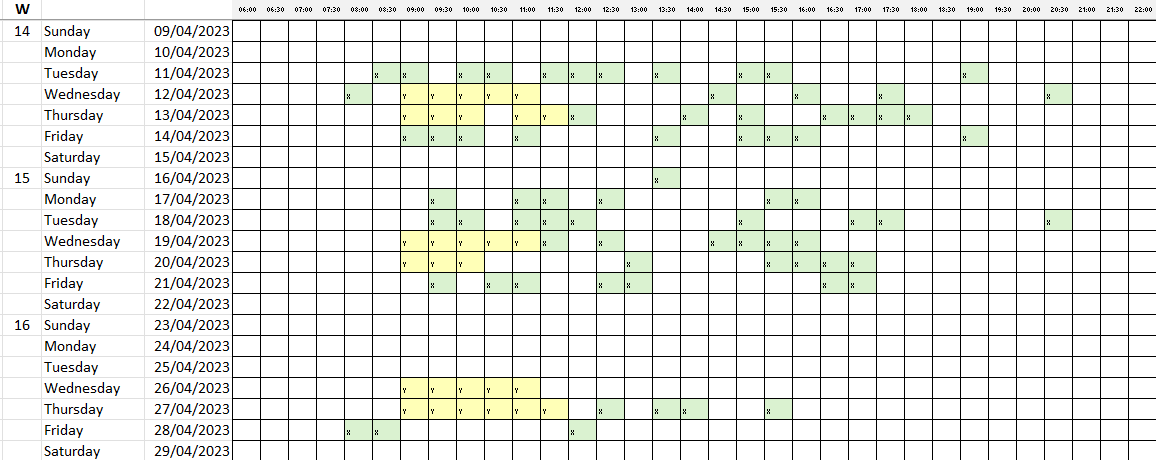 W 06:00 06:30 07:00 07:30 08:00 08:30 09:00 09:30 10:00 10:30 11:00 11:30 12:00 12:30 13:00 13:30 14:00 14:30 15:00 15:30 16:00 16:30 17:00 17:30 18:00 18:30 19:00 19:30 20:00 20:30 21:00 21:30 22:00
14 Sunday 09/04/2023
Monday 10/04/2023
Tuesday 11/04/2023 x x x x x x x x x x x
Wednesday 12/04/2023 x Y Y Y Y Y x x x x
Thursday 13/04/2023 Y Y Y Y Y x x x x x x x
Friday 14/04/2023 x x x x x x x x x
Saturday 15/04/2023
15 Sunday 16/04/2023 x
Monday 17/04/2023 x x x x x x
Tuesday 18/04/2023 x x x x x x x x x
Wednesday 19/04/2023 Y Y Y Y Y x x x x x x
Thursday 20/04/2023 Y Y Y x x x x x
Friday 21/04/2023 x x x x x x x
Saturday 22/04/2023
16 Sunday 23/04/2023
Monday 24/04/2023
Tuesday 25/04/2023
Wednesday 26/04/2023 Y Y Y Y Y
Thursday 27/04/2023 Y Y Y Y Y Y x x x x
Friday 28/04/2023 x x x
Saturday 29/04/2023